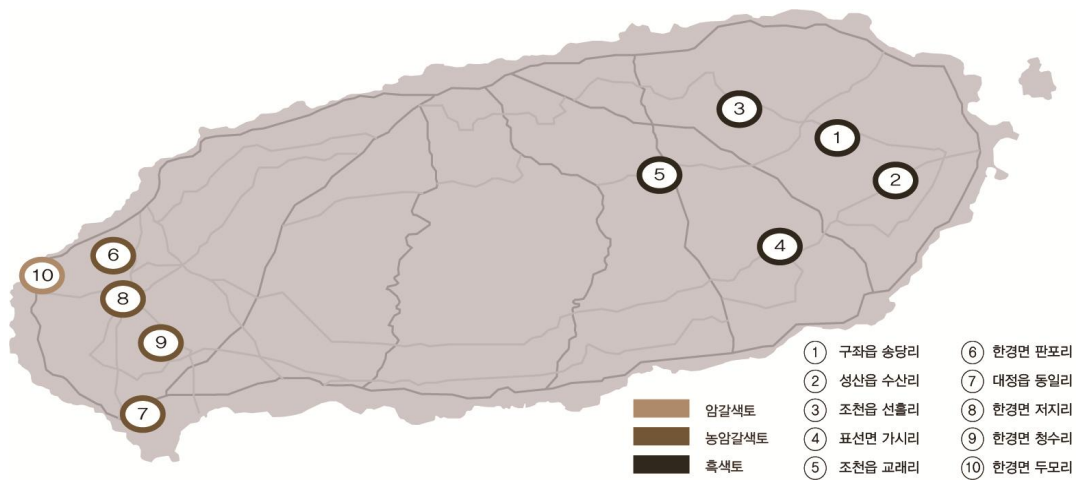 3
1
5
2
4
6
10
8
9
7
암갈색토
농암갈색토
흑색토
1 구좌읍 송당리
2 성산읍 수산리
3 조천읍 선흘리
4 표선면 가시리
5 조천읍 교래리
6 한경면 판포리
7 대정읍 동일리
8 한경면 저지리
9 한경면 청수리
10 한경면 두모리